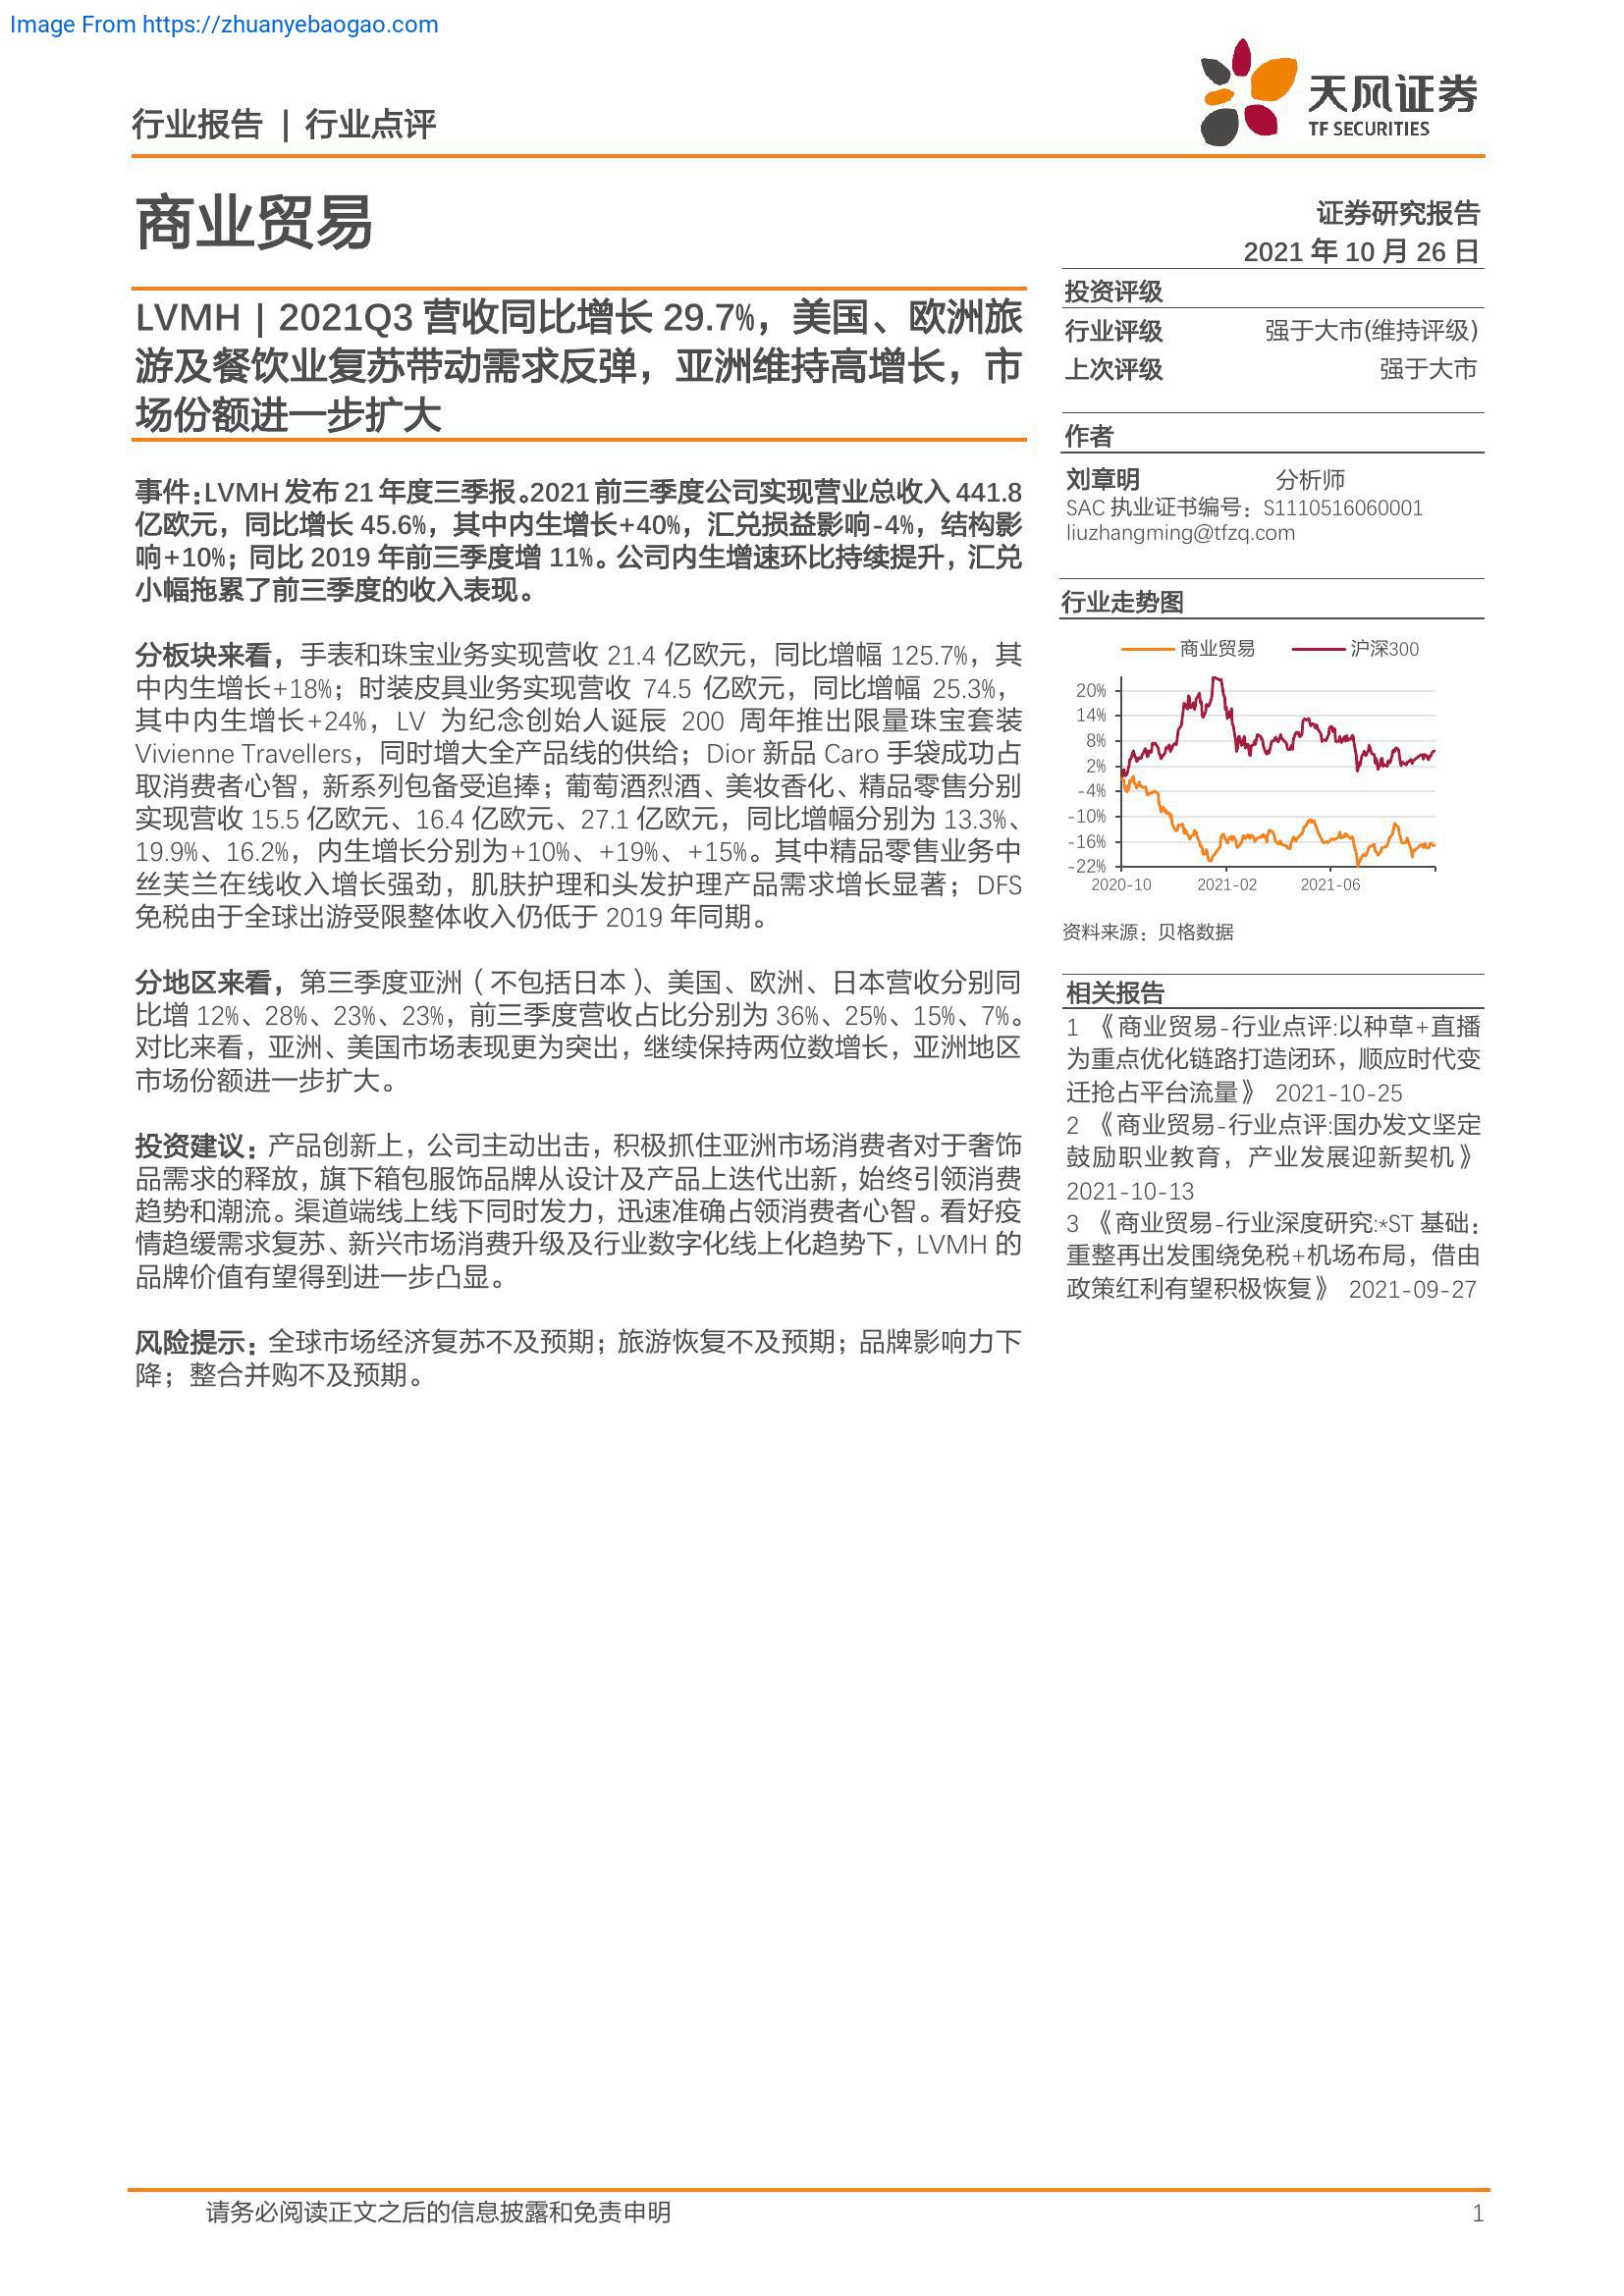 Image From https://zhuanyebaogao.com
行业报告 | 行业点评
天风证券
TF SECURITIES
商业贸易
证券研究报告
2021 年 10 月 26 日
LVMH | 2021Q3 营收同比增长 29.7%，美国、欧洲旅
游及餐饮业复苏带动需求反弹，亚洲维持高增长，市
场份额进一步扩大
事件：LVMH 发布 21 年度三季报。2021 前三季度公司实现营业总收入 441.8
亿欧元，同比增长 45.6%，其中内生增长+40%，汇兑损益影响-4%，结构影
响+10%；同比 2019 年前三季度增 11%。公司内生增速环比持续提升，汇兑
小幅拖累了前三季度的收入表现。
分板块来看，手表和珠宝业务实现营收 21.4 亿欧元，同比增幅 125.7%，其
中内生增长+18%；时装皮具业务实现营收 74.5 亿欧元，同比增幅 25.3%，
其中内生增长+24%，LV 为纪念创始人诞辰 200 周年推出限量珠宝套装
Vivienne Travellers，同时增大全产品线的供给；Dior 新品 Caro 手袋成功占
取消费者心智，新系列包备受追捧；葡萄酒烈酒、美妆香化、精品零售分别
实现营收 15.5 亿欧元、16.4 亿欧元、27.1 亿欧元，同比增幅分别为 13.3%、
19.9%、16.2%，内生增长分别为+10%、+19%、+15%。其中精品零售业务中
丝芙兰在线收入增长强劲，肌肤护理和头发护理产品需求增长显著；DFS
免税由于全球出游受限整体收入仍低于 2019 年同期。
分地区来看，第三季度亚洲（不包括日本）、美国、欧洲、日本营收分别同
比增 12%、28%、23%、23%，前三季度营收占比分别为 36%、25%、15%、7%。
对比来看，亚洲、美国市场表现更为突出，继续保持两位数增长，亚洲地区
市场份额进一步扩大。
投资建议：产品创新上，公司主动出击，积极抓住亚洲市场消费者对于奢饰
品需求的释放，旗下箱包服饰品牌从设计及产品上迭代出新，始终引领消费
趋势和潮流。渠道端线上线下同时发力，迅速准确占领消费者心智。看好疫
情趋缓需求复苏、新兴市场消费升级及行业数字化线上化趋势下，LVMH 的
品牌价值有望得到进一步凸显。
风险提示：全球市场经济复苏不及预期；旅游恢复不及预期；品牌影响力下
降；整合并购不及预期。
投资评级
行业评级 强于大市(维持评级)
上次评级 强于大市
作者
刘章明 分析师
SAC 执业证书编号：S1110516060001
liuzhangming@tfzq.com
行业走势图
商业贸易 沪深300
20%
14%
8%
2%
-4%
-10%
-16%
-22%
2020-10 2021-02 2021-06
资料来源：贝格数据
相关报告
1 《商业贸易-行业点评:以种草+直播
为重点优化链路打造闭环，顺应时代变
迁抢占平台流量》 2021-10-25
2 《商业贸易-行业点评:国办发文坚定
鼓励职业教育，产业发展迎新契机》
2021-10-13
3 《商业贸易-行业深度研究:*ST 基础：
重整再出发围绕免税+机场布局，借由
政策红利有望积极恢复》 2021-09-27
请务必阅读正文之后的信息披露和免责申明 1